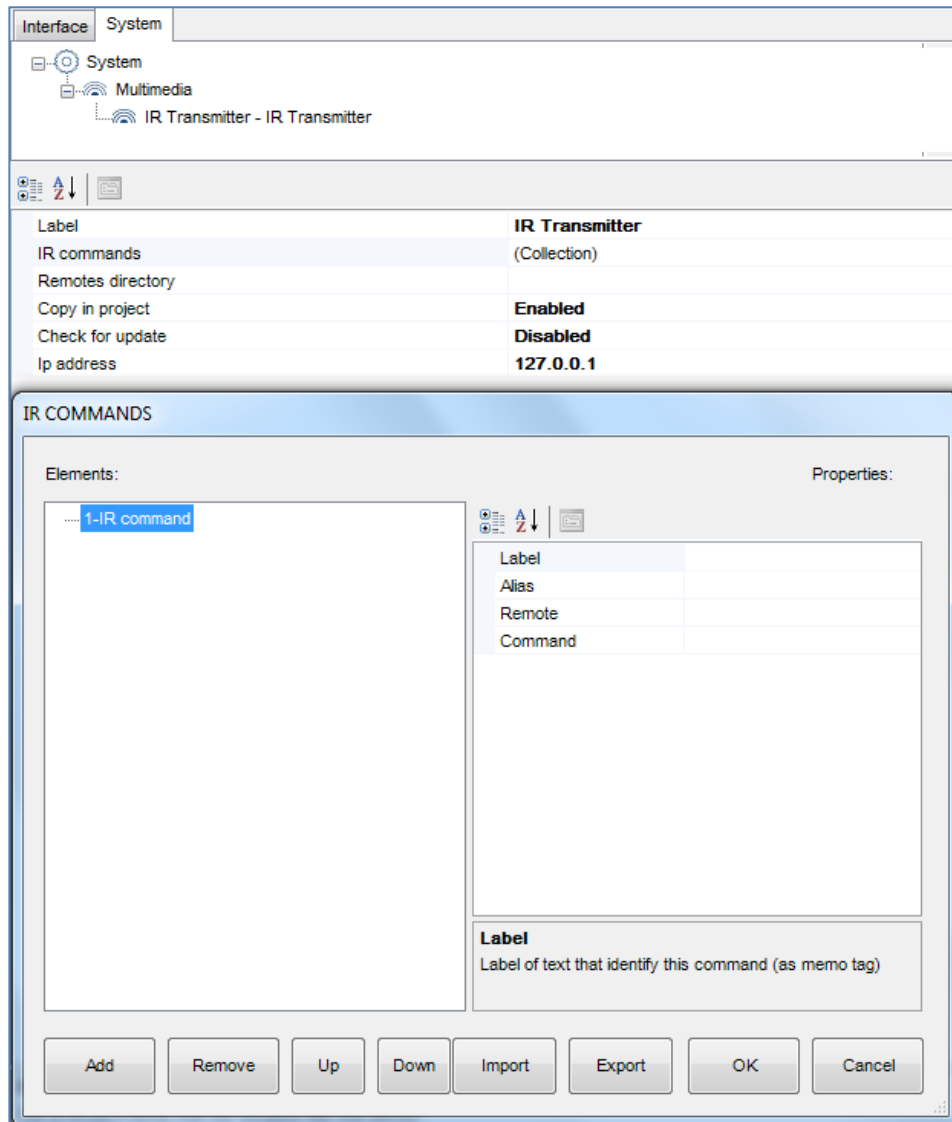 Interface System
System
Multimedia
IR Transmitter - IR Transmitter
Label IR Transmitter
IR commands (Collection)
Remotes directory
Copy in project Enabled
Check for update Disabled
Ip address 127.0.0.1
IR COMMANDS
Elements: Properties:
1-IR command
Label
Alias
Remote
Command
Label
Label of text that identify this command (as memo tag)
Add Remove Up Down Import Export OK Cancel